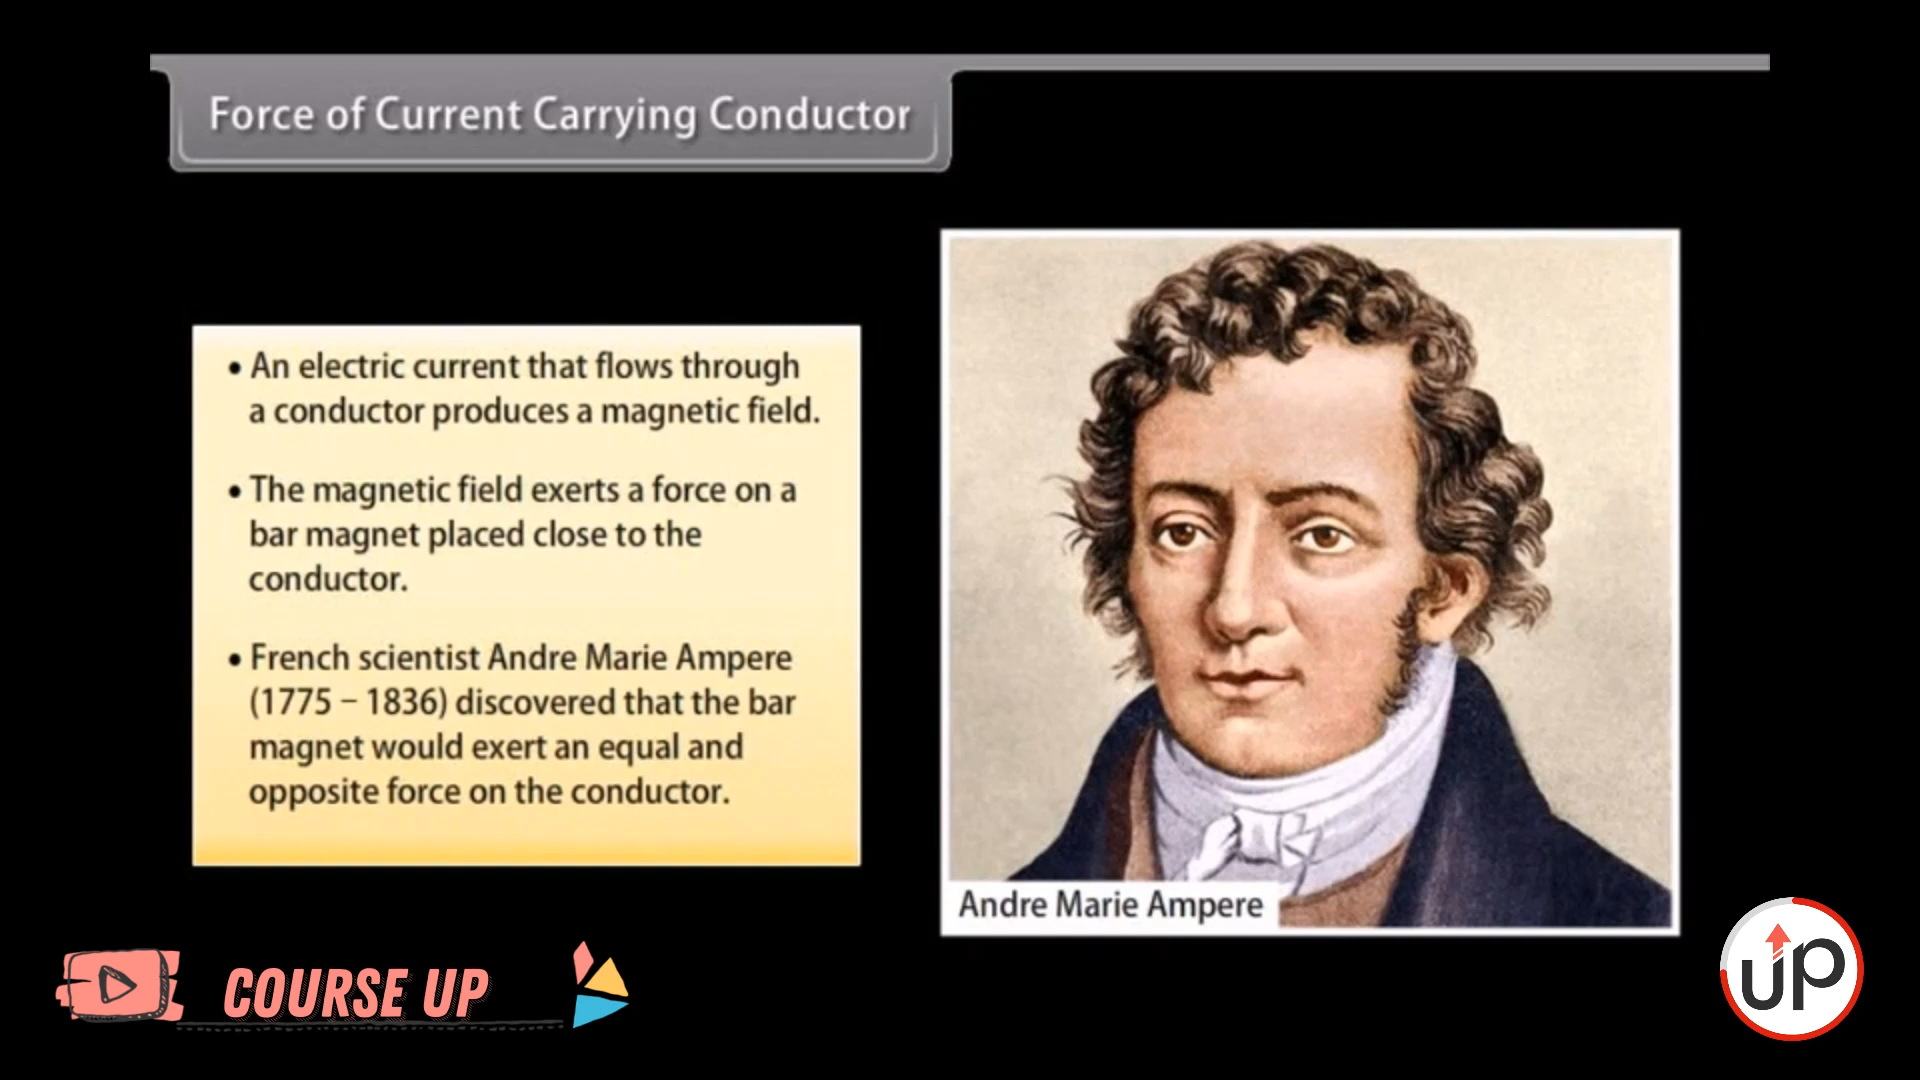 Force of Current Carrying Conductor
• An electric current that flows through
a conductor produces a magnetic field.
• The magnetic field exerts a force on a
bar magnet placed close to the
conductor.
• French scientist Andre Marie Ampere
(1775 – 1836) discovered that the bar
magnet would exert an equal and
opposite force on the conductor.
Andre Marie Ampere
COURSE UP
UP